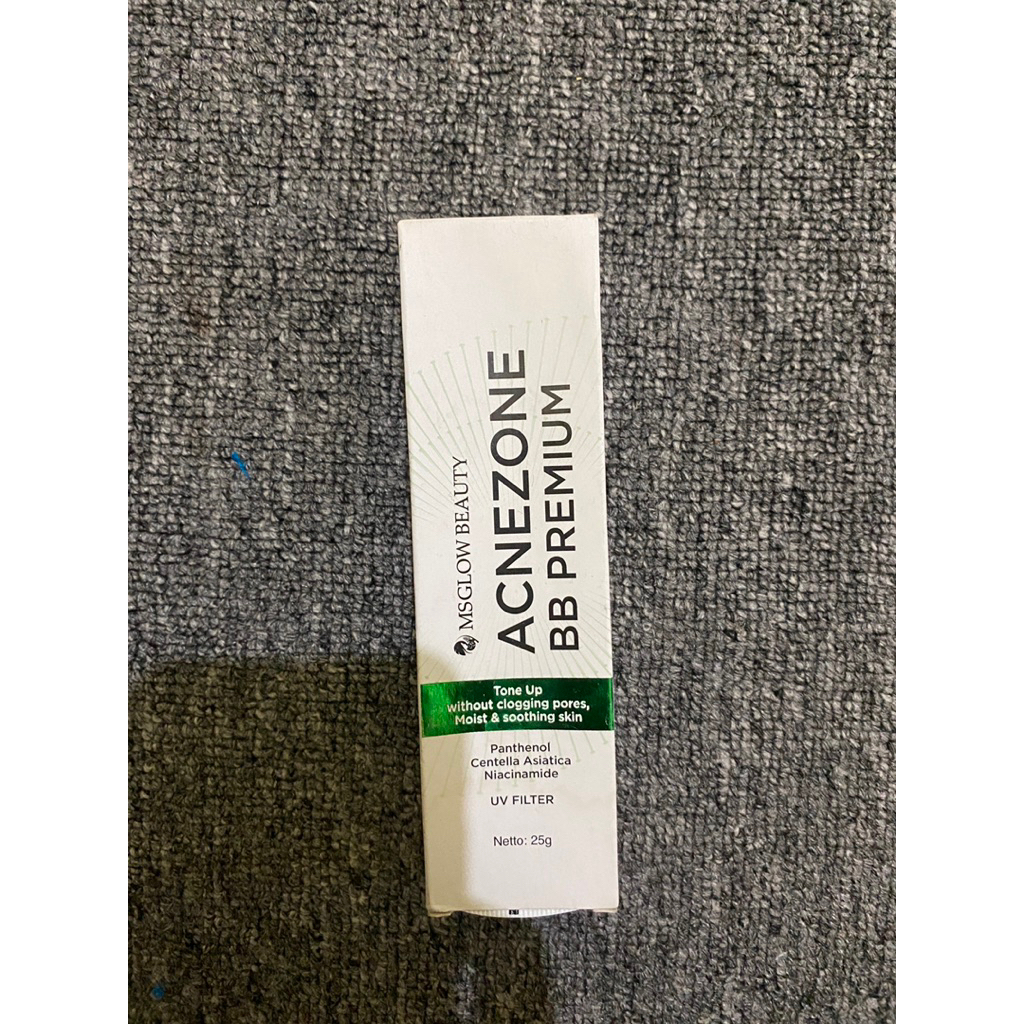 MSGLOW BEAUTY
ACNEZONE
BB PREMIUM
Tone Up
without clogging pores,
Moist & soothing skin
Panthenol
Centella Asiatica
Niacinamide
UV FILTER
Netto: 25g